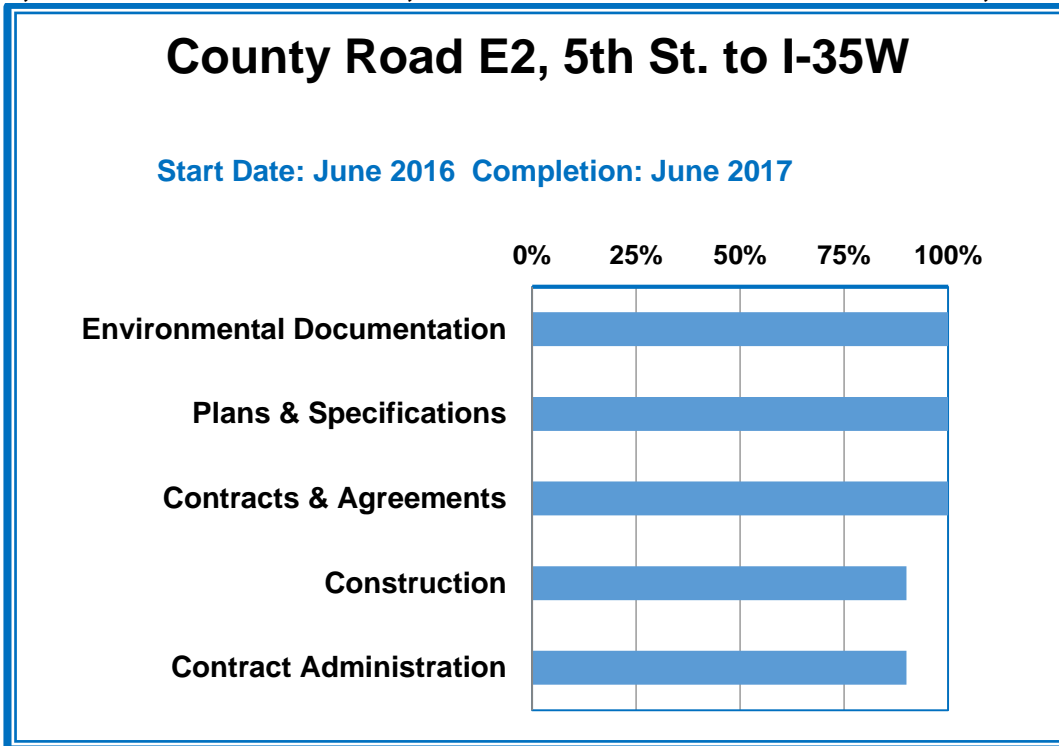 County Road E2, 5th St. to I-35W
Start Date: June 2016  Completion: June 2017
0% 25% 50% 75% 100%
Environmental Documentation
Plans & Specifications
Contracts & Agreements
Construction
Contract Administration